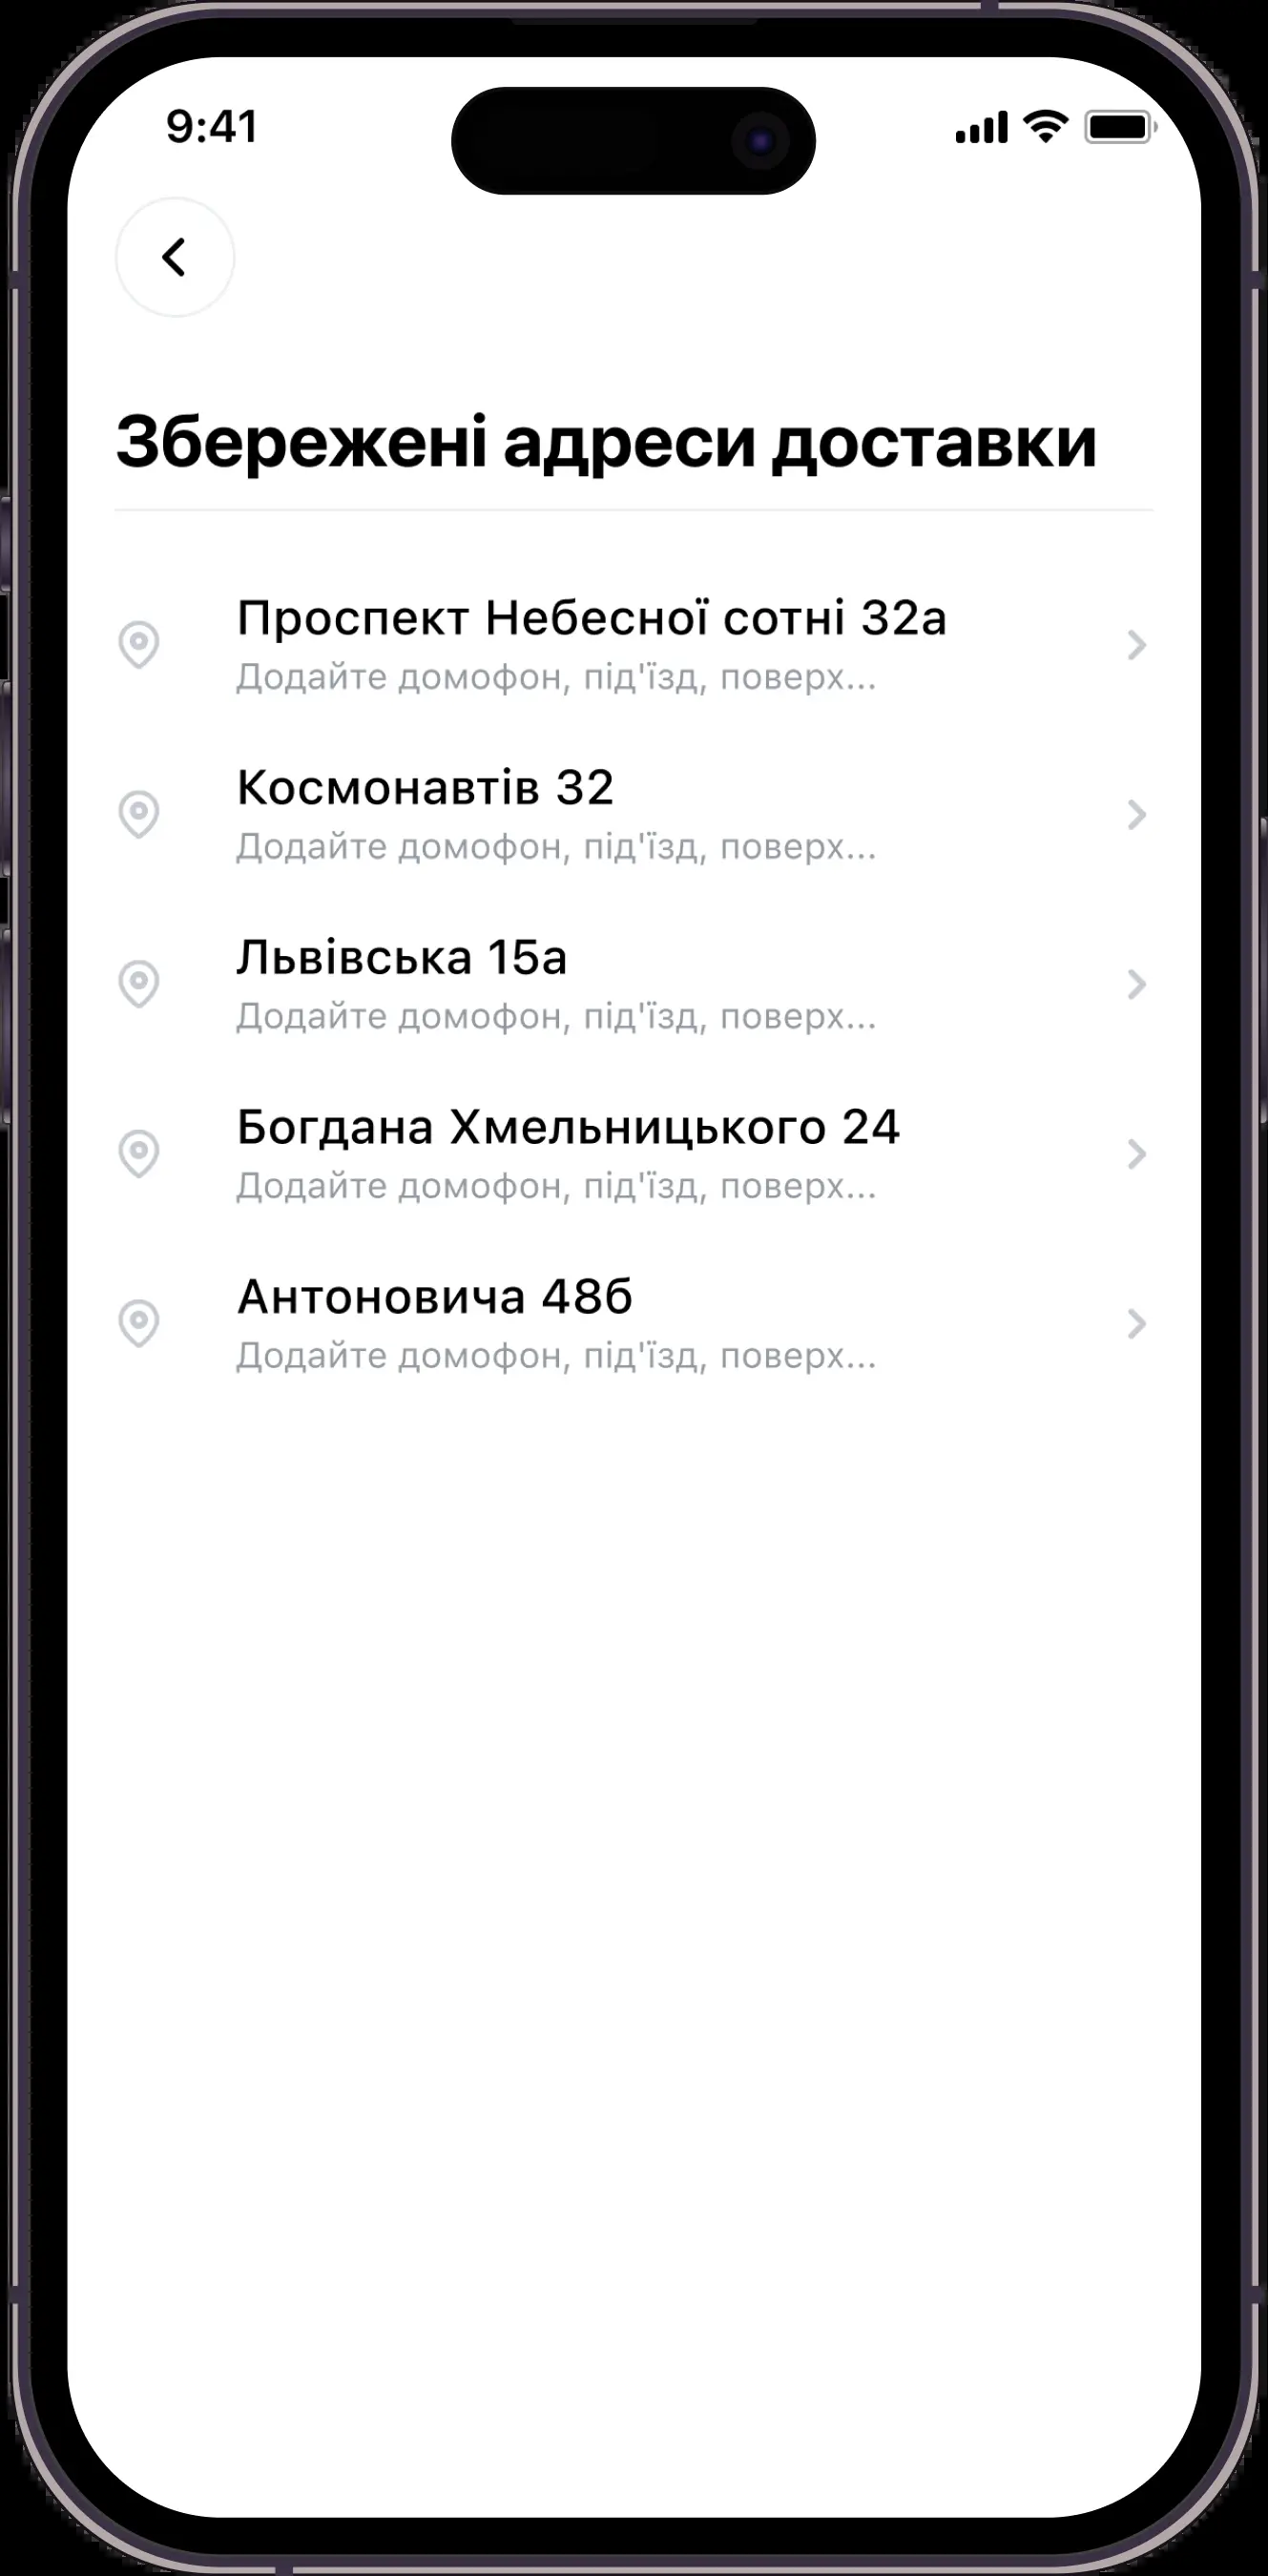 9:41
Збережені адреси доставки
Проспект Небесної сотні 32а
Додайте домофон, під'їзд, поверх...
Космонавтів 32
Додайте домофон, під'їзд, поверх...
Львівська 15а
Додайте домофон, під'їзд, поверх...
Богдана Хмельницького 24
Додайте домофон, під'їзд, поверх...
Антоновича 48б
Додайте домофон, під'їзд, поверх...